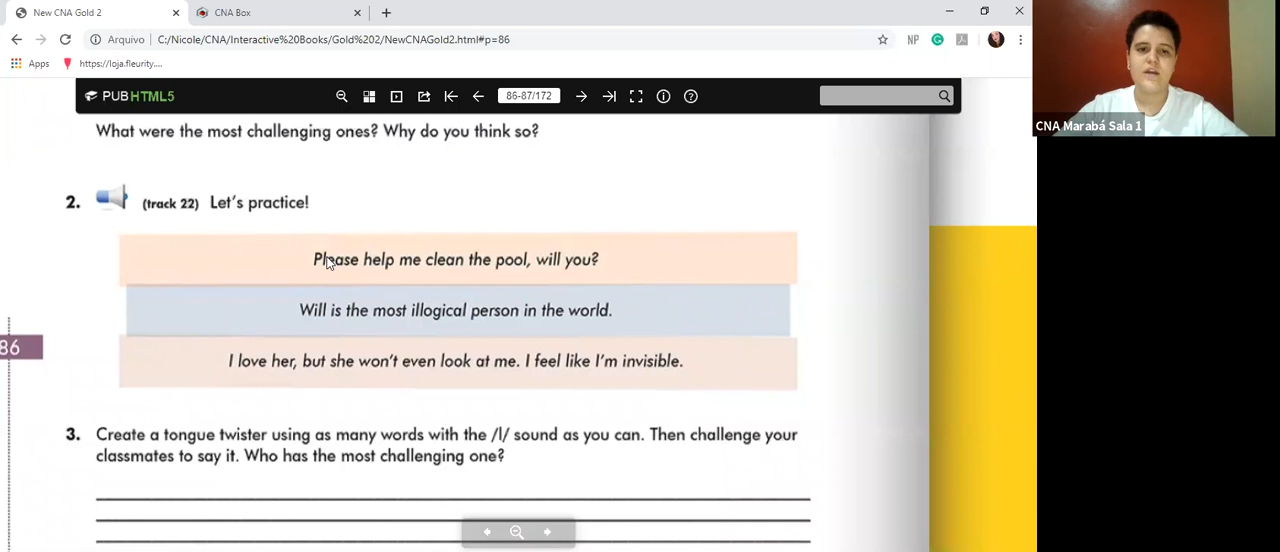 New CNA Gold 2
CNA Box
Arquivo C:/Nicole/CNA/Interactive%20Books/Gold%202/NewCNAGold2.html#p=86
NP
Apps https://loja.fleurity....
PUBHTML5
86-87/172
CNA Marabá Sala 1
What were the most challenging ones? Why do you think so?
2. (track 22) Let's practice!
Please help me clean the pool, will you?
Will is the most illogical person in the world.
86
I love her, but she won't even look at me. I feel like I'm invisible.
3. Create a tongue twister using as many words with the /l/ sound as you can. Then challenge your
classmates to say it. Who has the most challenging one?